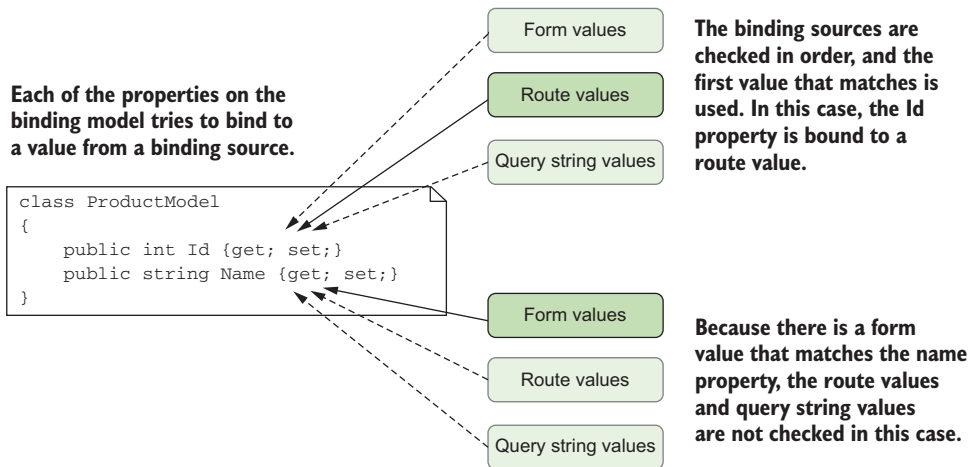 Each of the properties on the
binding model tries to bind to
a value from a binding source.
Form values
Route values
Query string values
The binding sources are
checked in order, and the
first value that matches is
used. In this case, the Id
property is bound to a
route value.
class ProductModel
{
    public int Id {get; set;}
    public string Name {get; set;}
}
Form values
Route values
Query string values
Because there is a form
value that matches the name
property, the route values
and query string values
are not checked in this case.